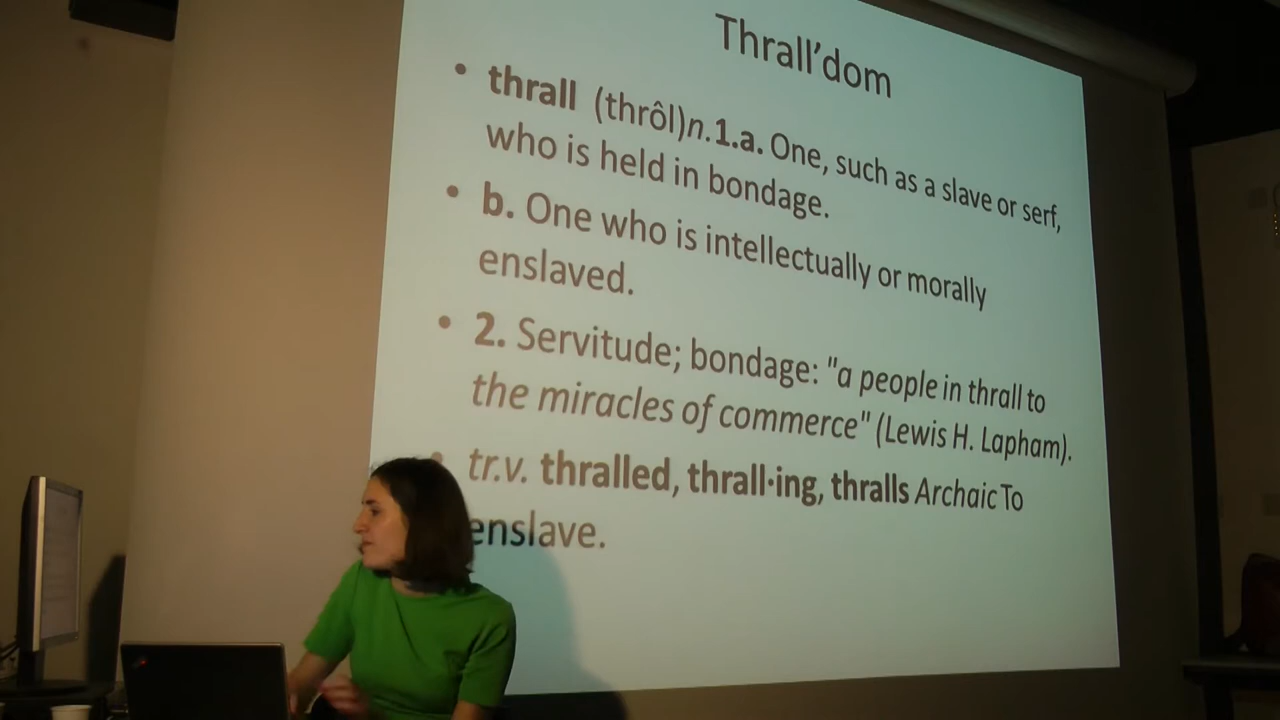 Thrall'dom
• thrall (thrôl)n.1.a. One, such as a slave or serf,
who is held in bondage.
• b. One who is intellectually or morally
enslaved.
• 2. Servitude; bondage: "a people in thrall to
the miracles of commerce" (Lewis H. Lapham).
• tr.v. thralled, thrall·ing, thralls Archaic To
enslave.